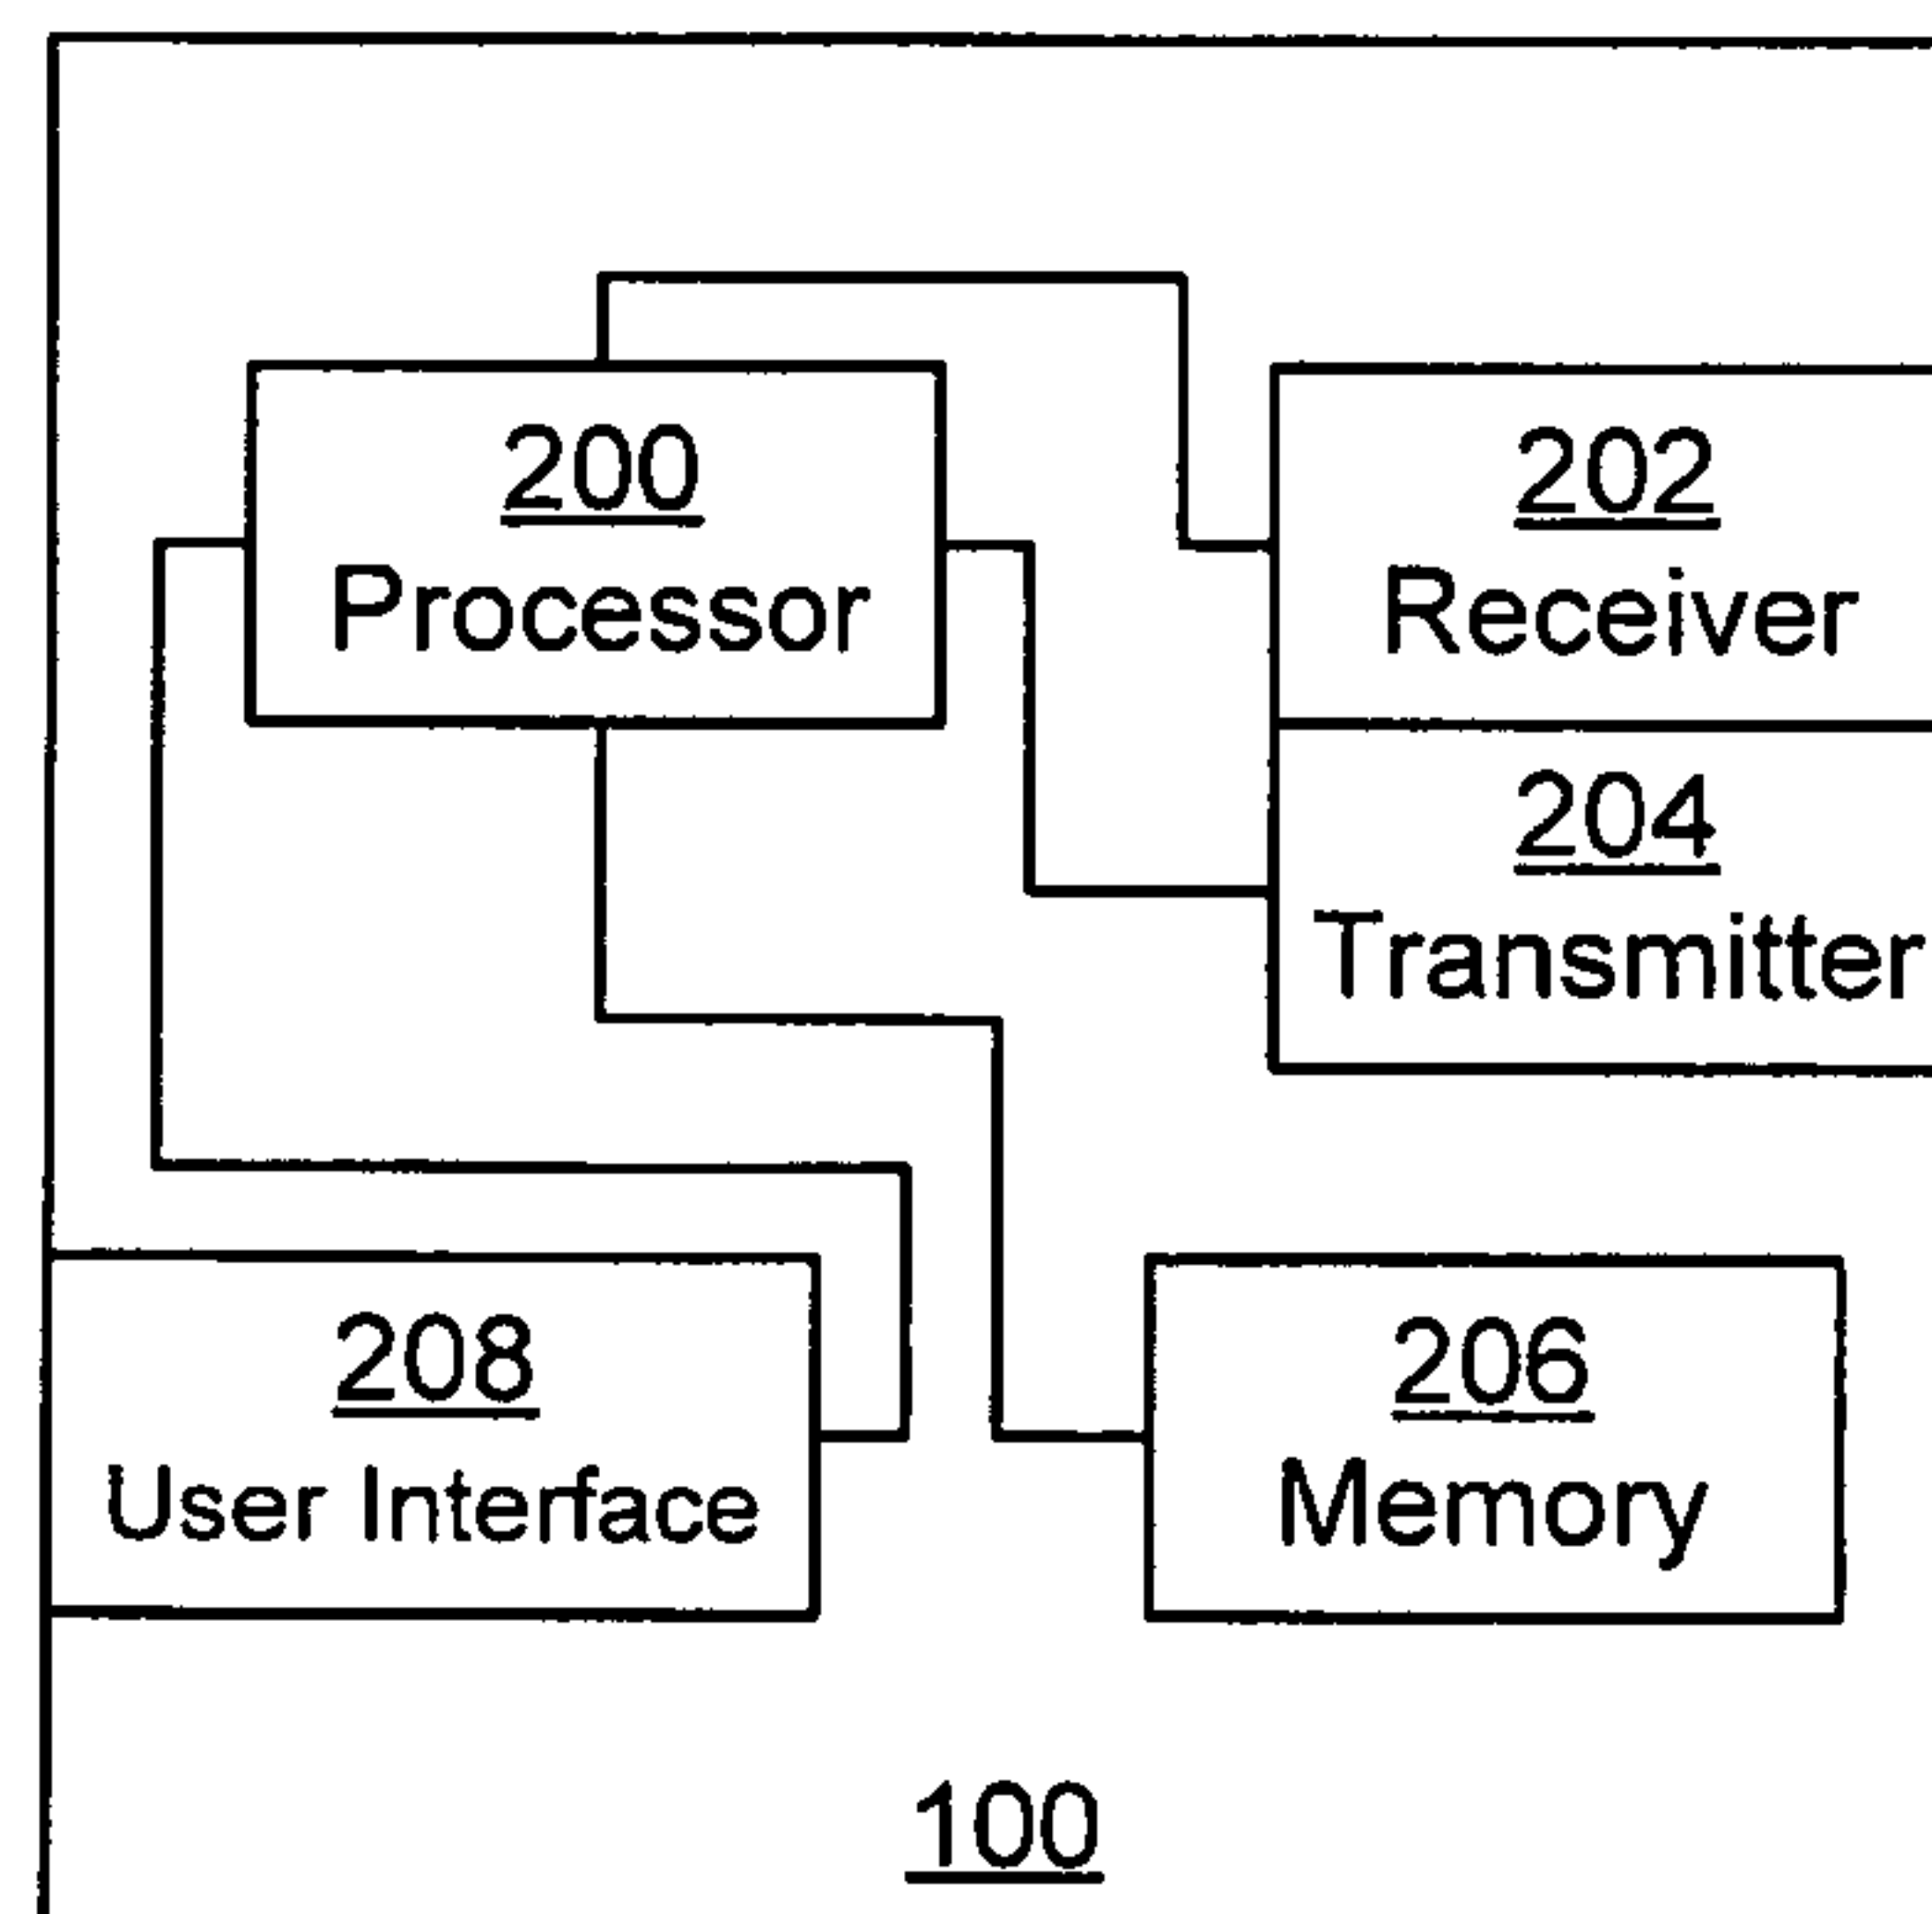 200
Processor
202
Receiver
204
Transmitter
208
User Interface
206
Memory
100